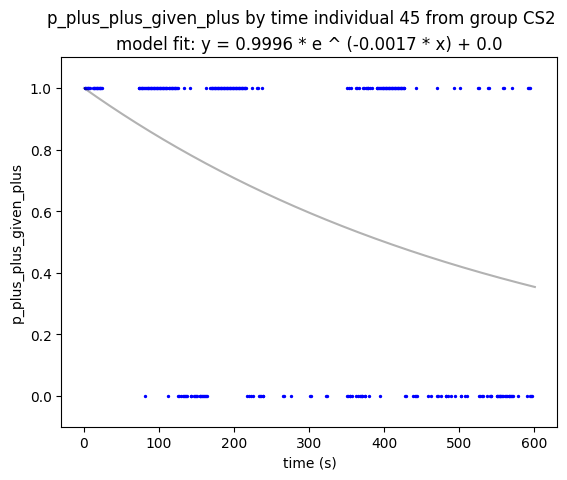 p_plus_plus_given_plus by time individual 45 from group CS2
model fit: y = 0.9996 * e ^ (-0.0017 * x) + 0.0
p_plus_plus_given_plus
1.0
0.8
0.6
0.4
0.2
0.0
0 100 200 300 400 500 600
time (s)